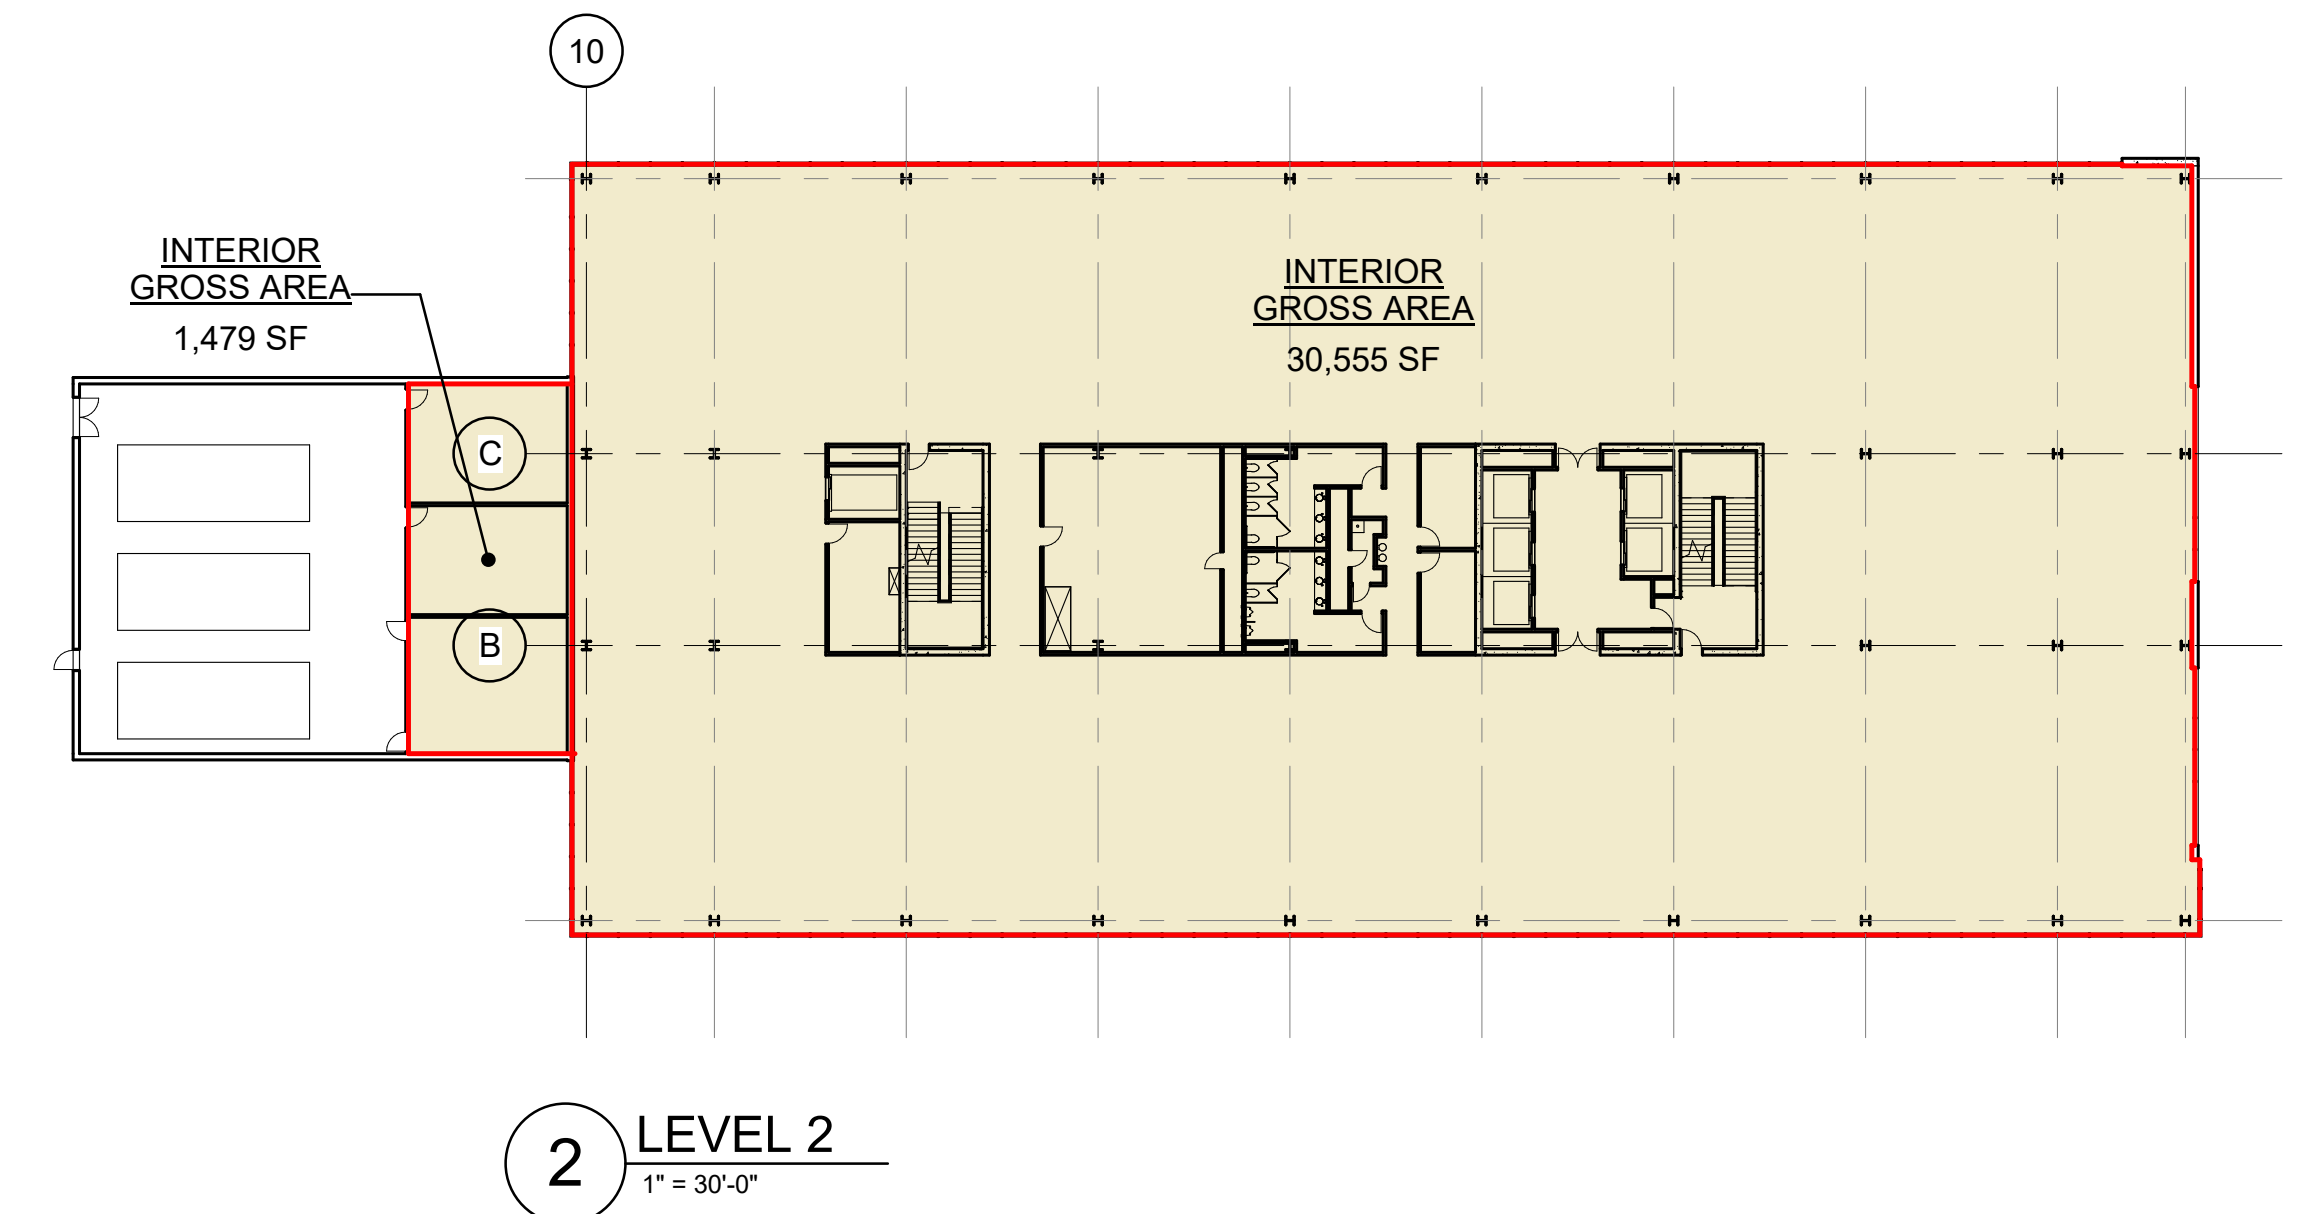 10
INTERIOR
GROSS AREA
1,479 SF
INTERIOR
GROSS AREA
30,555 SF
C
B
2
LEVEL 2
1" = 30'-0"